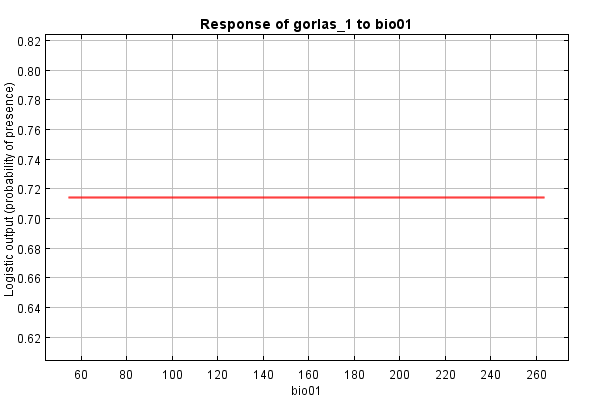 Response of gorlas_1 to bio01
Logistic output (probability of presence)
0.82
0.80
0.78
0.76
0.74
0.72
0.70
0.68
0.66
0.64
0.62
60 80 100 120 140 160 180 200 220 240 260
bio01